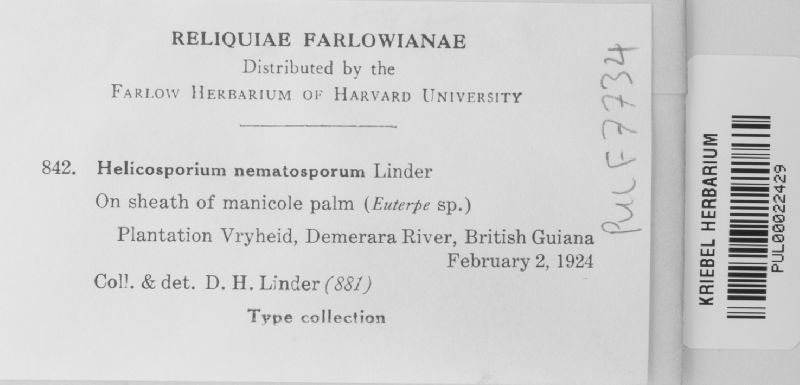 RELIQUIAE FARLOWIANAE
Distributed by the
FARLOW HERBARIUM OF HARVARD UNIVERSITY
842. Helicosporium nematosporum Linder
On sheath of manicole palm (Euterpe sp.)
Plantation Vryheid, Demerara River, British Guiana
February 2, 1924
Coll. & det. D. H. Linder (881)
Type collection
PUL F7734
KRIEBEL HERBARIUM
PUL00022429